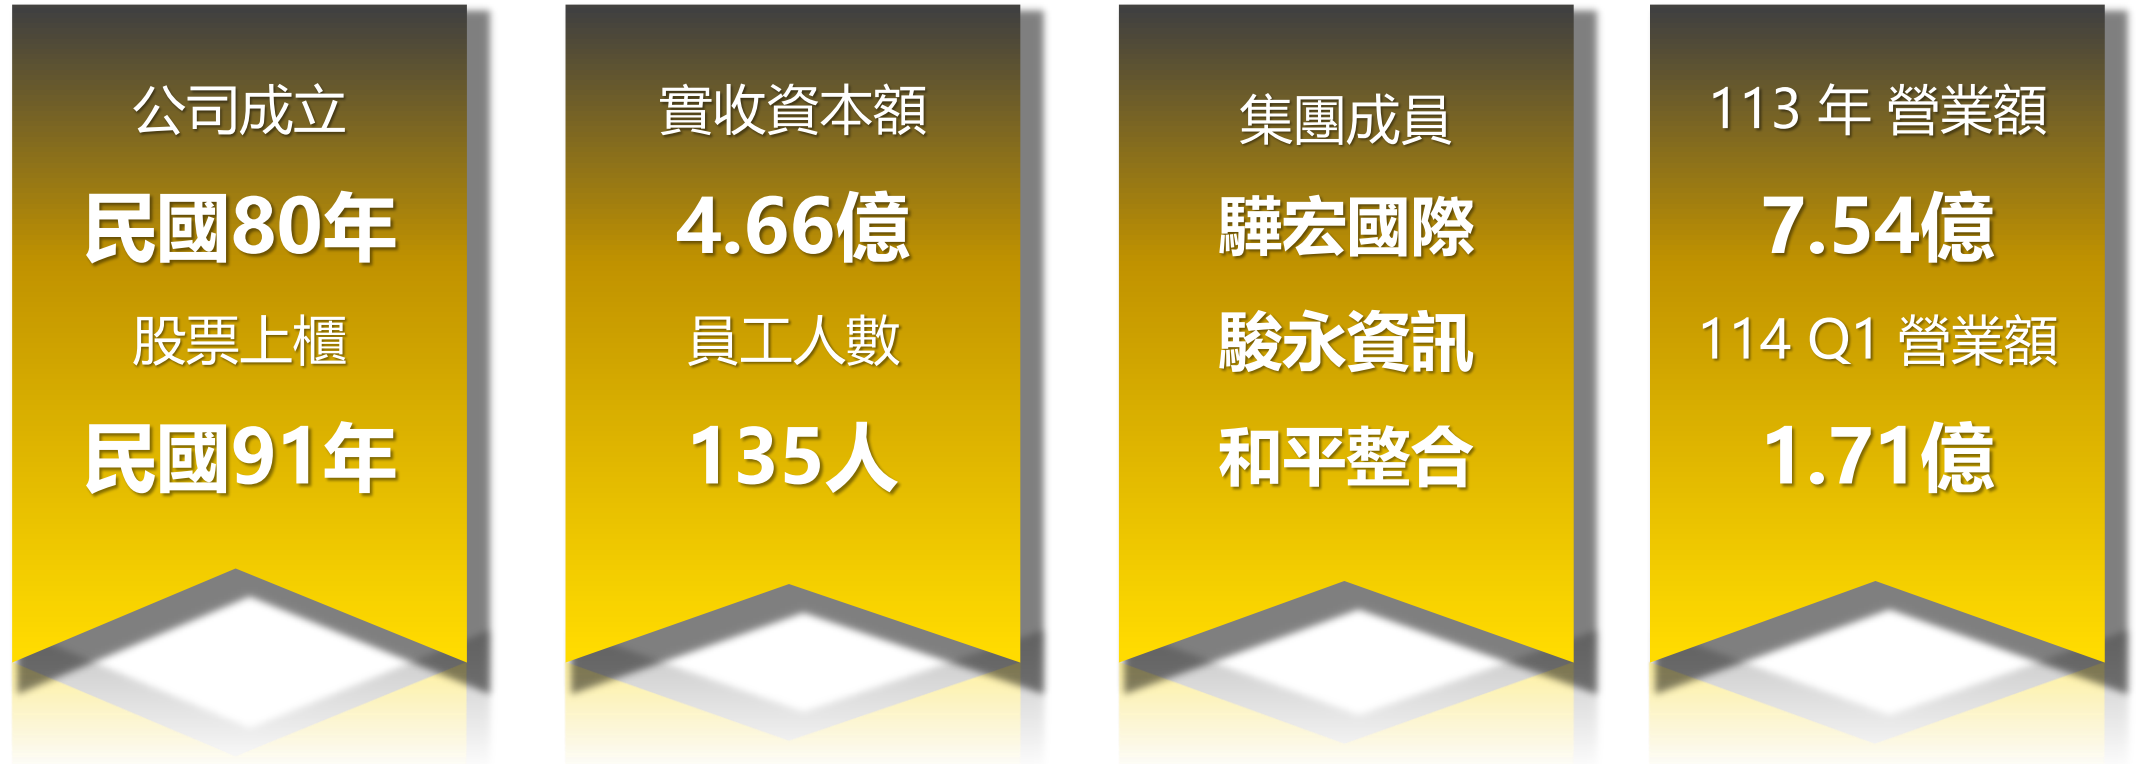 公司成立
民國80年
股票上櫃
民國91年
實收資本額
4.66億
員工人數
135人
集團成員
驊宏國際
駿永資訊
和平整合
113 年 營業額
7.54億
114 Q1 營業額
1.71億